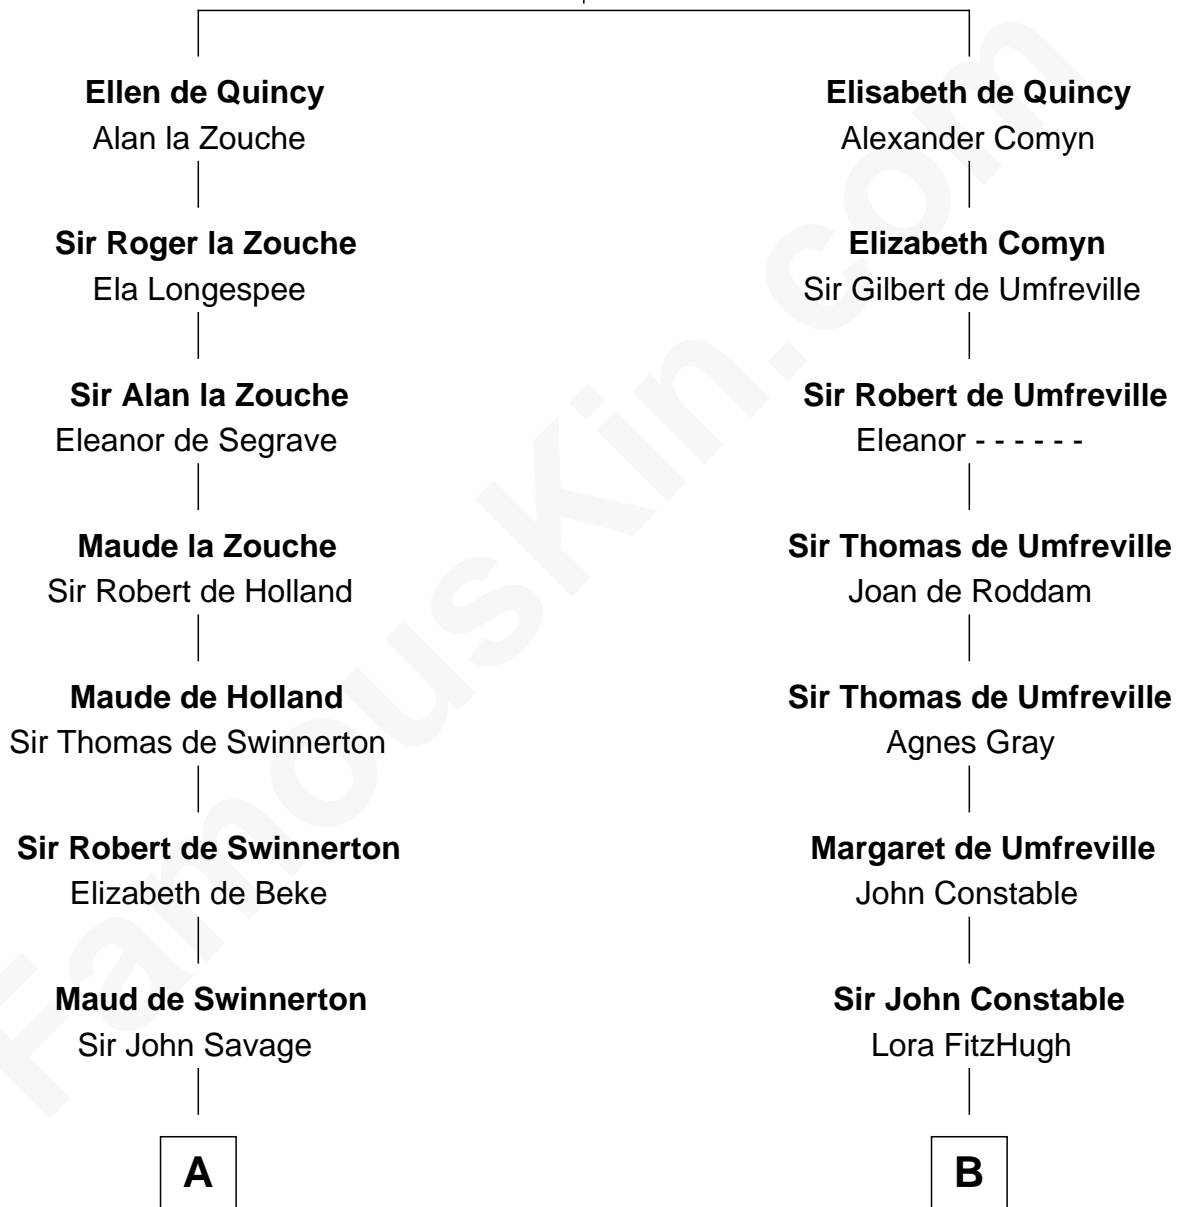 Ellen de Quincy
Alan la Zouche
Sir Roger la Zouche
Ela Longespee
Sir Alan la Zouche
Eleanor de Segrave
Maude la Zouche
Sir Robert de Holland
Maude de Holland
Sir Thomas de Swinnerton
Sir Robert de Swinnerton
Elizabeth de Beke
Maud de Swinnerton
Sir John Savage
A
Elisabeth de Quincy
Alexander Comyn
Elizabeth Comyn
Sir Gilbert de Umfreville
Sir Robert de Umfreville
Eleanor - - - - - -
Sir Thomas de Umfreville
Joan de Roddam
Sir Thomas de Umfreville
Agnes Gray
Margaret de Umfreville
John Constable
Sir John Constable
Lora FitzHugh
B
FamousKin.com